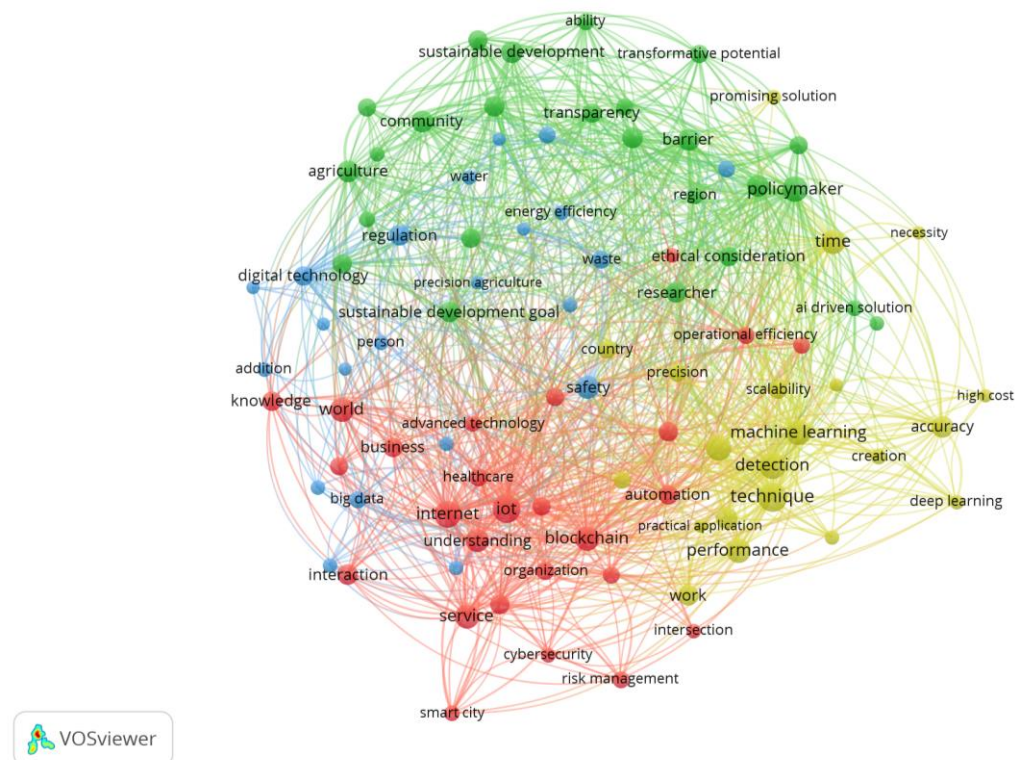 ability
sustainable development
transformative potential
promising solution
transparency
community
barrier
agriculture
water
region
policymaker
energy efficiency
necessity
regulation
time
ethical consideration
waste
digital technology
precision agriculture
researcher
sustainable development goal
ai driven solution
operational efficiency
person
country
addition
precision
safety
scalability
high cost
knowledge
world
advanced technology
accuracy
machine learning
business
creation
detection
healthcare
automation
technique
big data
deep learning
iot
internet
practical application
blockchain
understanding
performance
organization
interaction
work
service
intersection
cybersecurity
risk management
smart city
VOSviewer